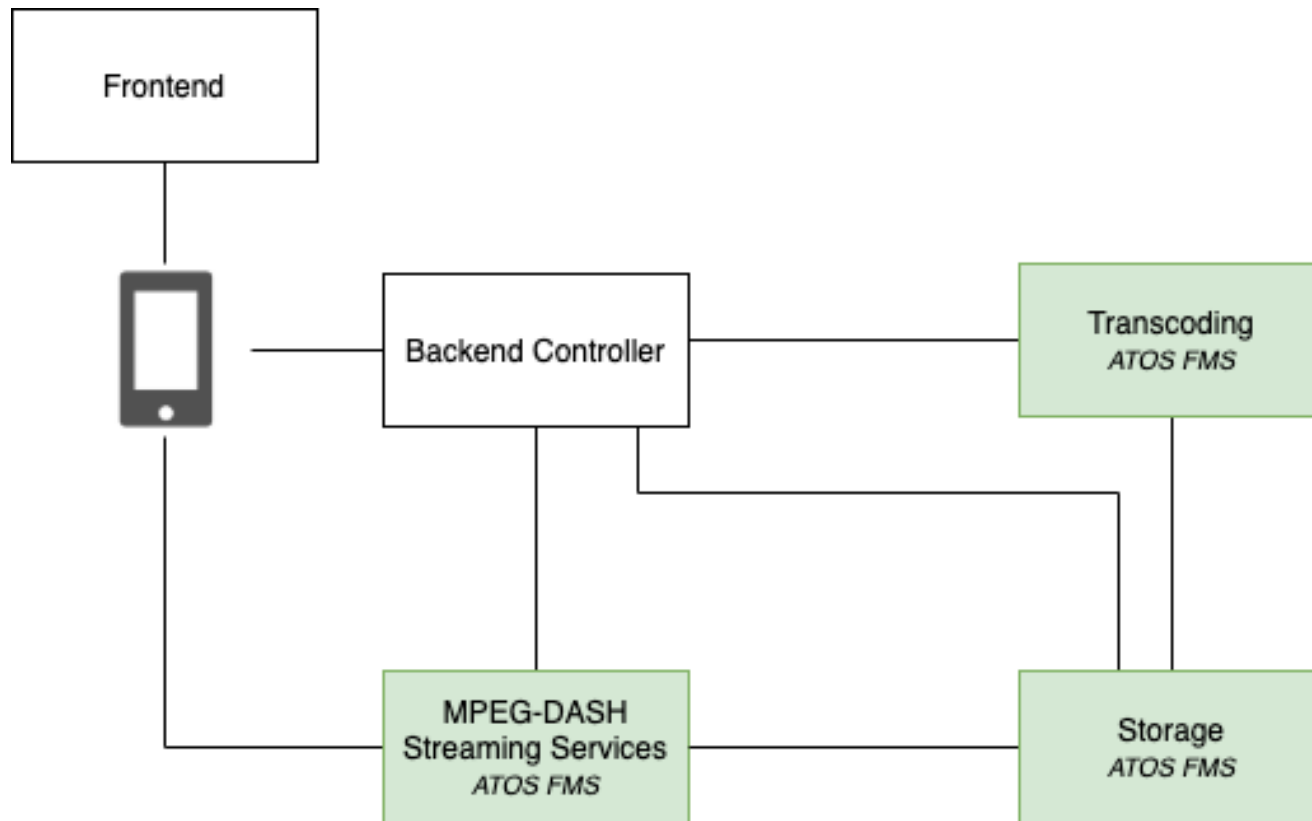 Frontend
Backend Controller
Transcoding
ATOS FMS
MPEG-DASH
Streaming Services
ATOS FMS
Storage
ATOS FMS